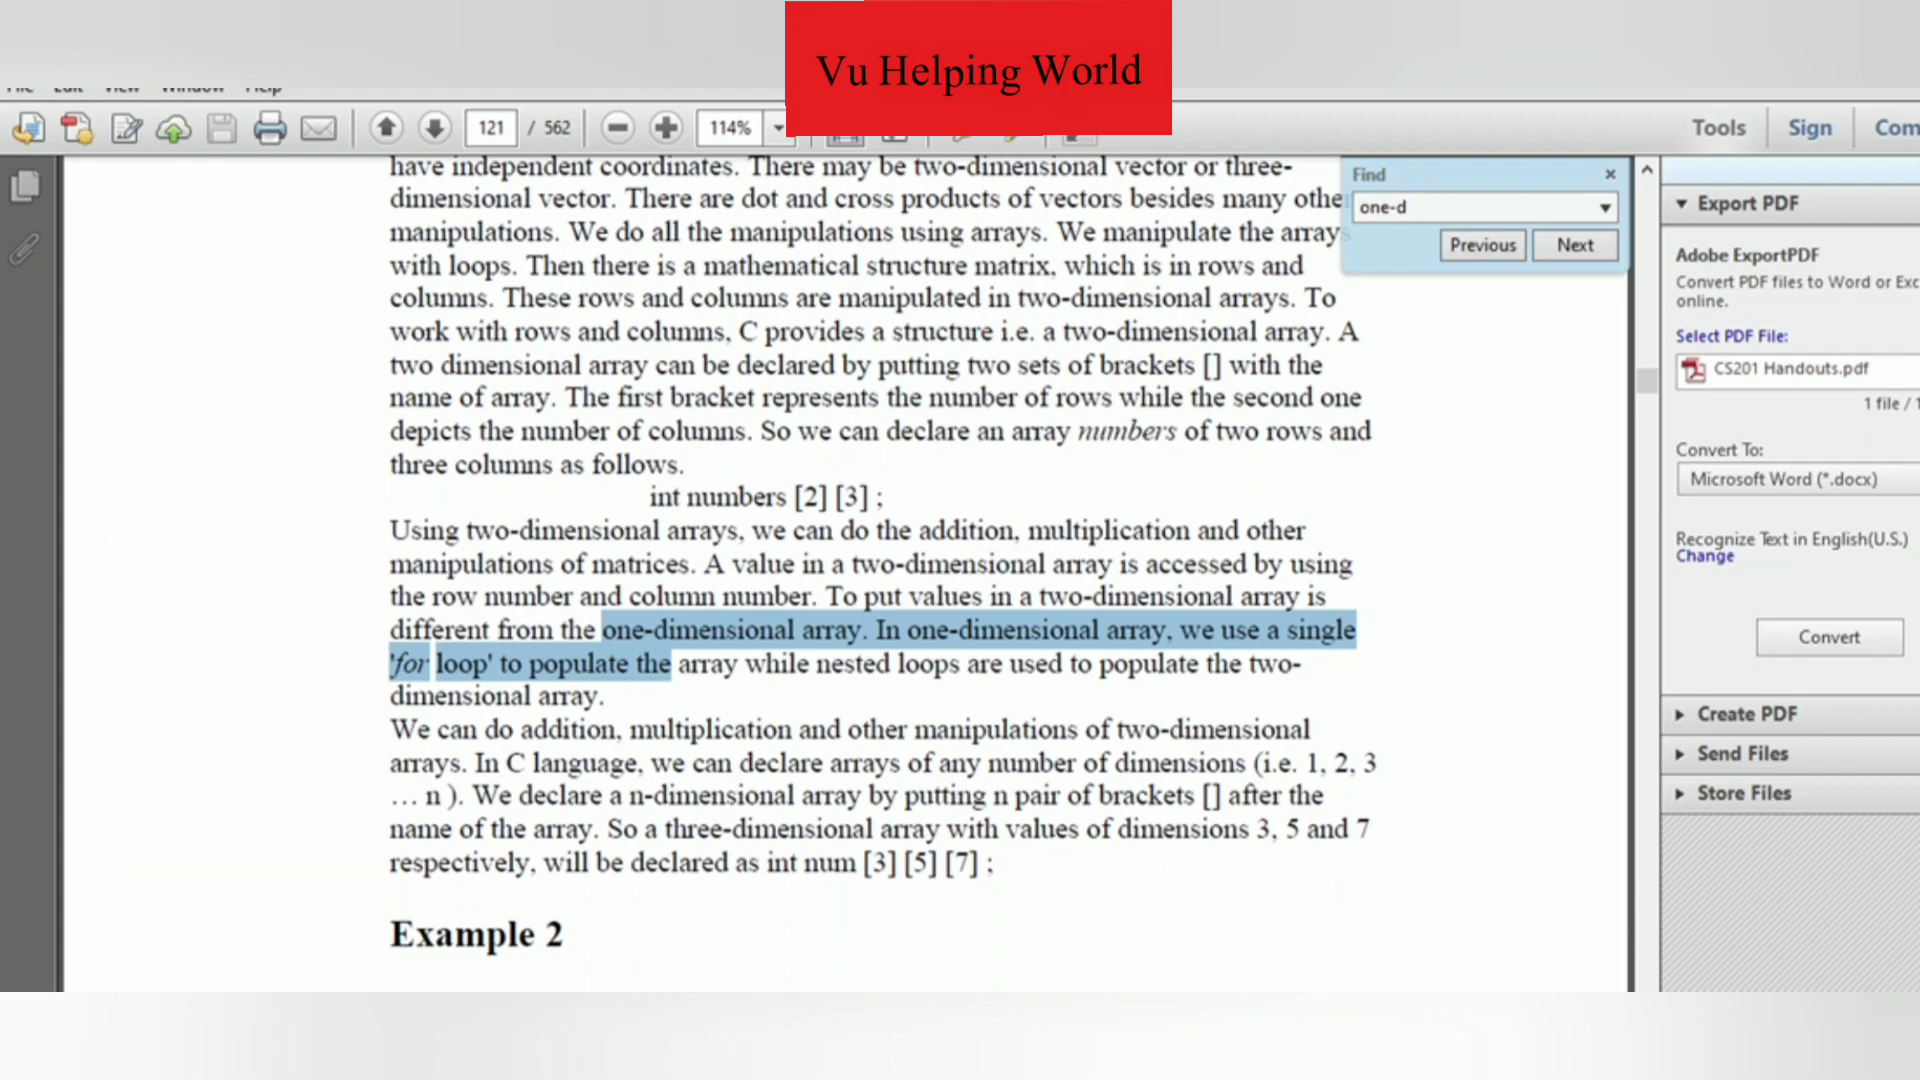 Vu Helping World
File Edit View Window Help
121 / 562 114% Tools Sign Com
have independent coordinates. There may be two-dimensional vector or three-
dimensional vector. There are dot and cross products of vectors besides many othe
manipulations. We do all the manipulations using arrays. We manipulate the arrays
with loops. Then there is a mathematical structure matrix, which is in rows and
columns. These rows and columns are manipulated in two-dimensional arrays. To
work with rows and columns, C provides a structure i.e. a two-dimensional array. A
two dimensional array can be declared by putting two sets of brackets [] with the
name of array. The first bracket represents the number of rows while the second one
depicts the number of columns. So we can declare an array numbers of two rows and
three columns as follows.
int numbers [2] [3] ;
Using two-dimensional arrays, we can do the addition, multiplication and other
manipulations of matrices. A value in a two-dimensional array is accessed by using
the row number and column number. To put values in a two-dimensional array is
different from the one-dimensional array. In one-dimensional array, we use a single
'for loop' to populate the array while nested loops are used to populate the two-
dimensional array.
We can do addition, multiplication and other manipulations of two-dimensional
arrays. In C language, we can declare arrays of any number of dimensions (i.e. 1, 2, 3
… n ). We declare a n-dimensional array by putting n pair of brackets [] after the
name of the array. So a three-dimensional array with values of dimensions 3, 5 and 7
respectively, will be declared as int num [3] [5] [7] ;
Example 2
Find
one-d
Previous Next
Export PDF
Adobe ExportPDF
Convert PDF files to Word or Exc
online.
Select PDF File:
CS201 Handouts.pdf
1 file / 1
Convert To:
Microsoft Word (*.docx)
Recognize Text in English(U.S.)
Change
Convert
Create PDF
Send Files
Store Files